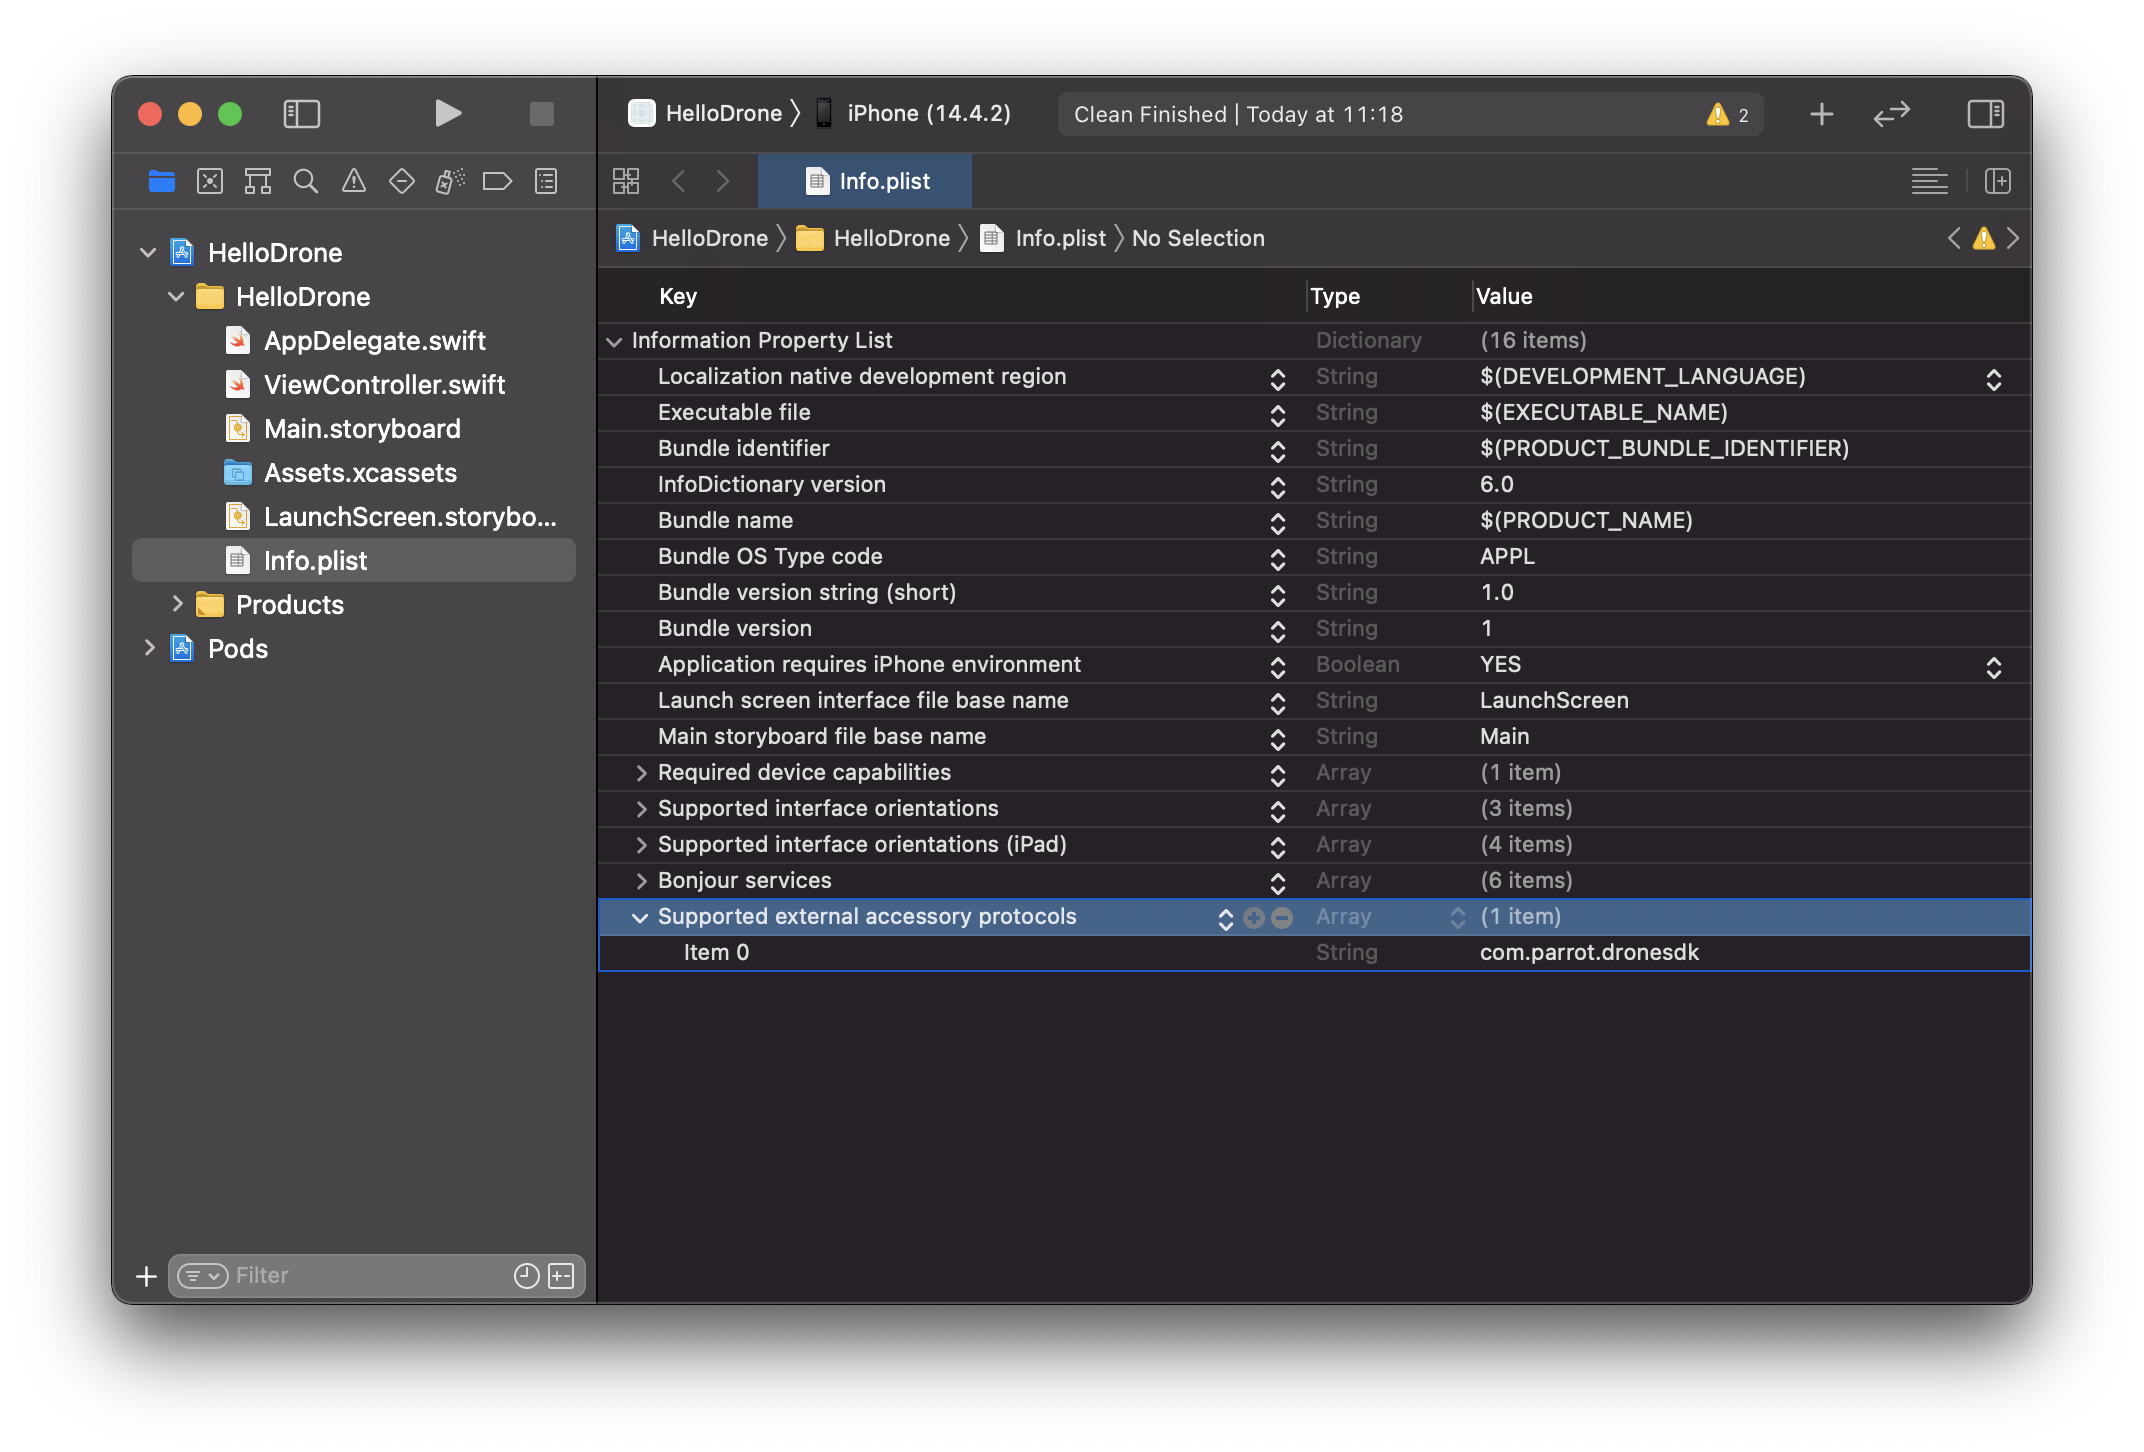 HelloDrone 〉 iPhone (14.4.2)
Clean Finished | Today at 11:18
2
Info.plist
HelloDrone 〉 HelloDrone 〉 Info.plist 〉 No Selection
HelloDrone
HelloDrone
AppDelegate.swift
ViewController.swift
Main.storyboard
Assets.xcassets
LaunchScreen.storybo...
Info.plist
Products
Pods
Filter
Key Type Value
Information Property List Dictionary (16 items)
Localization native development region String $(DEVELOPMENT_LANGUAGE)
Executable file String $(EXECUTABLE_NAME)
Bundle identifier String $(PRODUCT_BUNDLE_IDENTIFIER)
InfoDictionary version String 6.0
Bundle name String $(PRODUCT_NAME)
Bundle OS Type code String APPL
Bundle version string (short) String 1.0
Bundle version String 1
Application requires iPhone environment Boolean YES
Launch screen interface file base name String LaunchScreen
Main storyboard file base name String Main
Required device capabilities Array (1 item)
Supported interface orientations Array (3 items)
Supported interface orientations (iPad) Array (4 items)
Bonjour services Array (6 items)
Supported external accessory protocols Array (1 item)
Item 0 String com.parrot.dronesdk